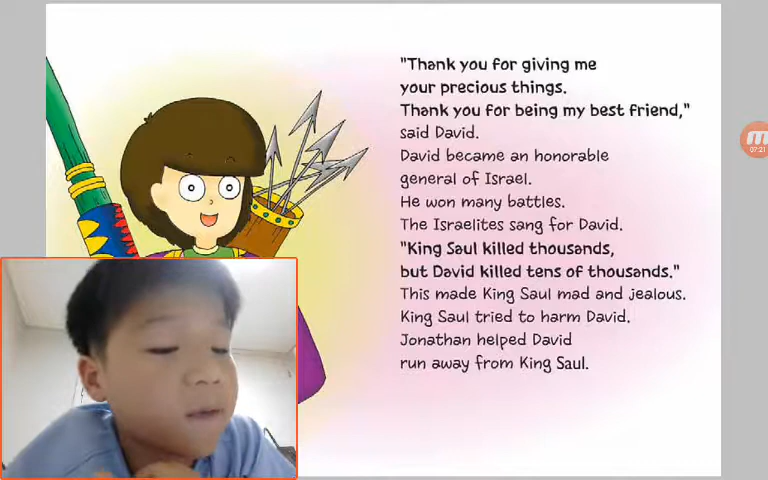 "Thank you for giving me
your precious things.
Thank you for being my best friend,"
said David.
David became an honorable
general of Israel.
He won many battles.
The Israelites sang for David.
"King Saul killed thousands,
but David killed tens of thousands."
This made King Saul mad and jealous.
King Saul tried to harm David.
Jonathan helped David
run away from King Saul.
m
07:21